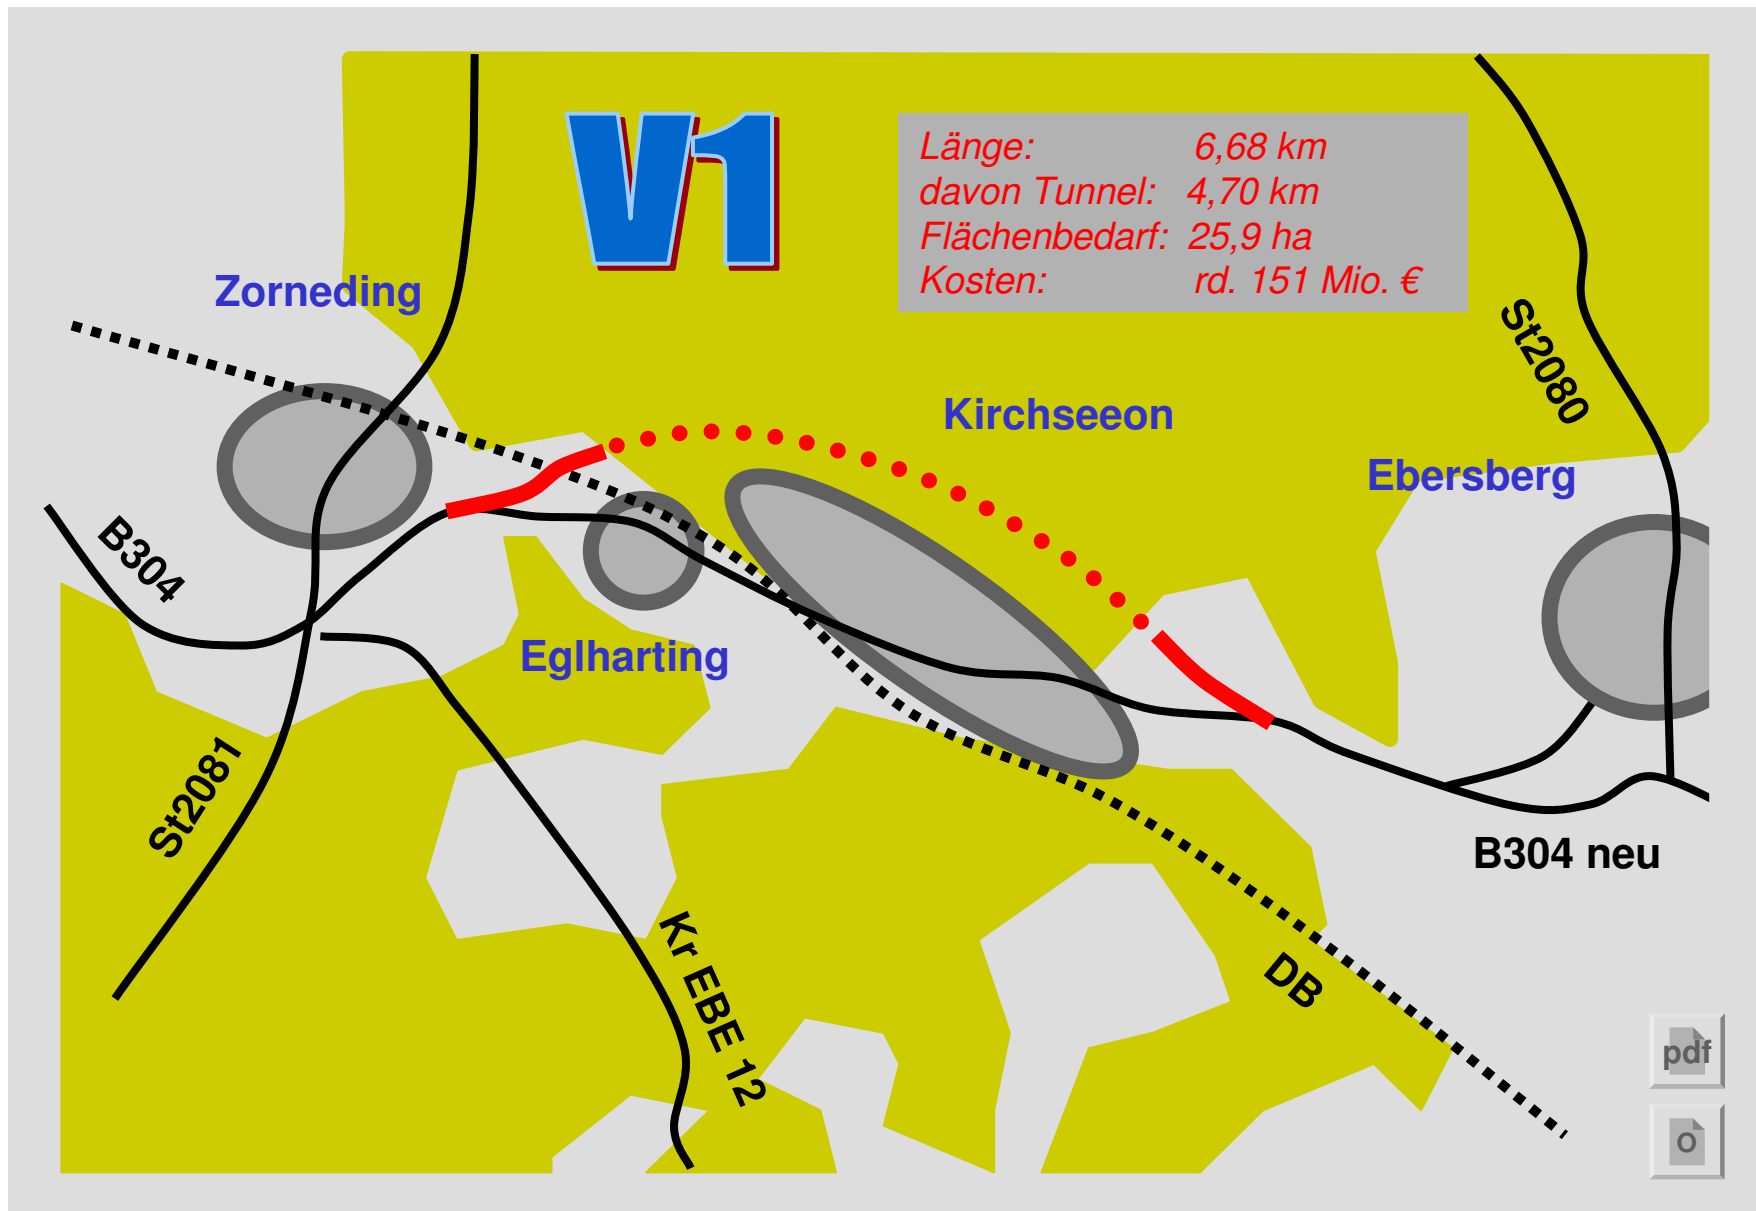 V1
Länge: 6,68 km
davon Tunnel: 4,70 km
Flächenbedarf: 25,9 ha
Kosten: rd. 151 Mio. €
Zorneding
St2080
Kirchseeon
Ebersberg
B304
Eglharting
St2081
B304 neu
Kr EBE 12
DB
pdf
O